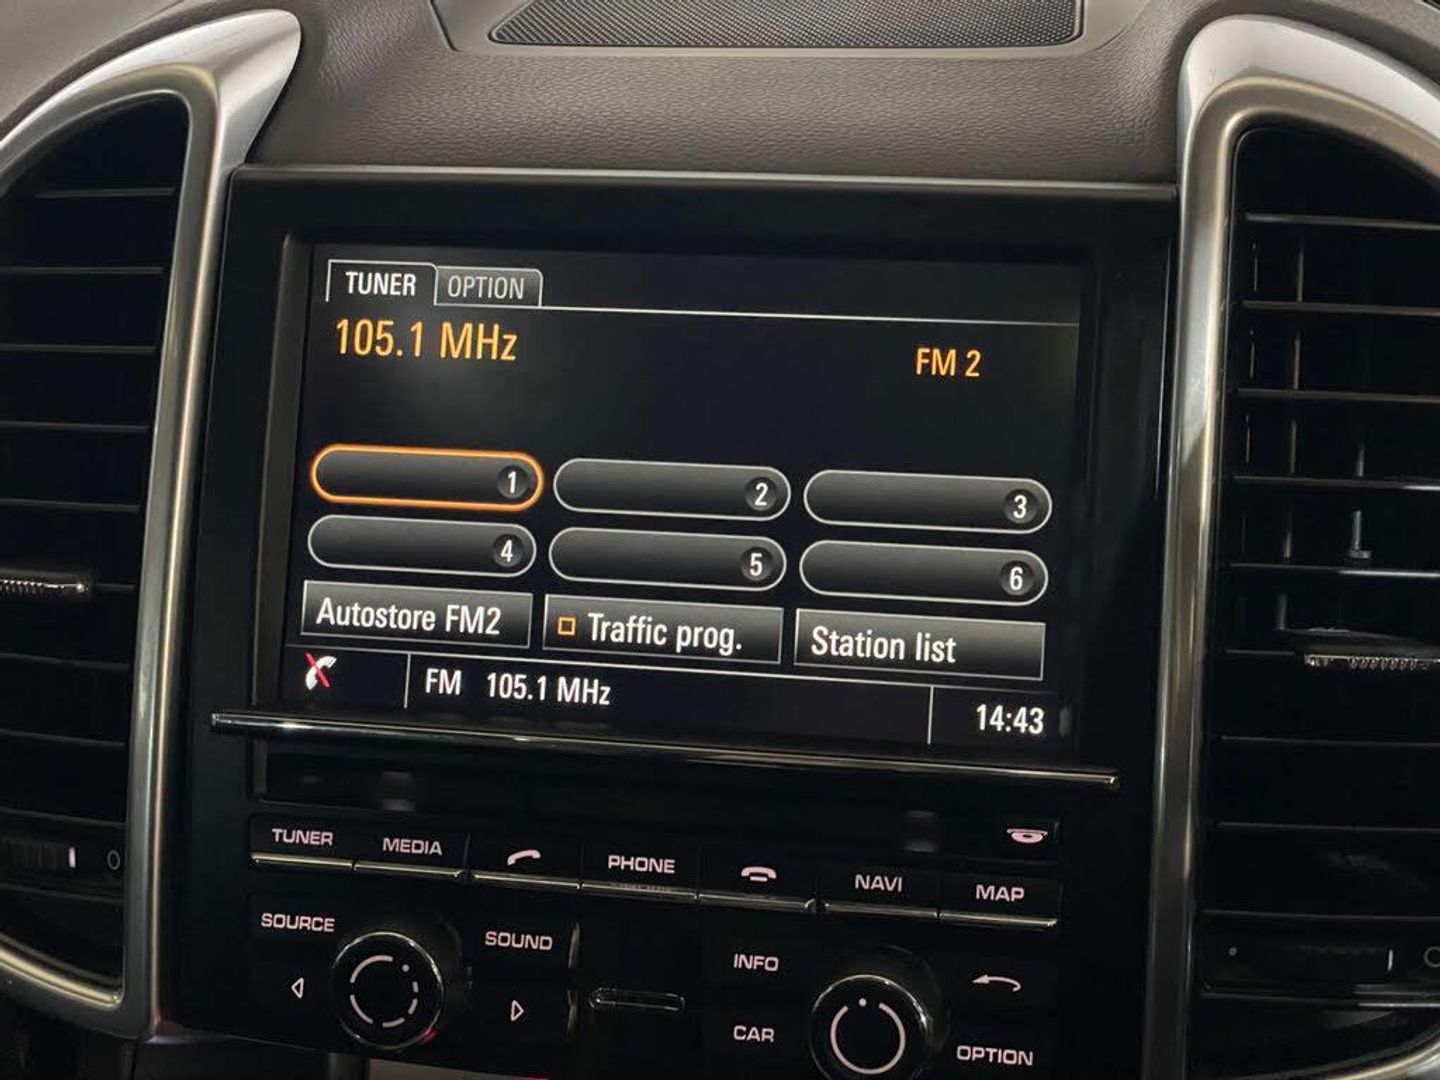 TUNER OPTION
105.1 MHz
FM 2
1 2 3
4 5 6
Autostore FM2 Traffic prog. Station list
FM 105.1 MHz 14:43
TUNER MEDIA PHONE NAVI MAP
SOURCE SOUND INFO
CAR OPTION